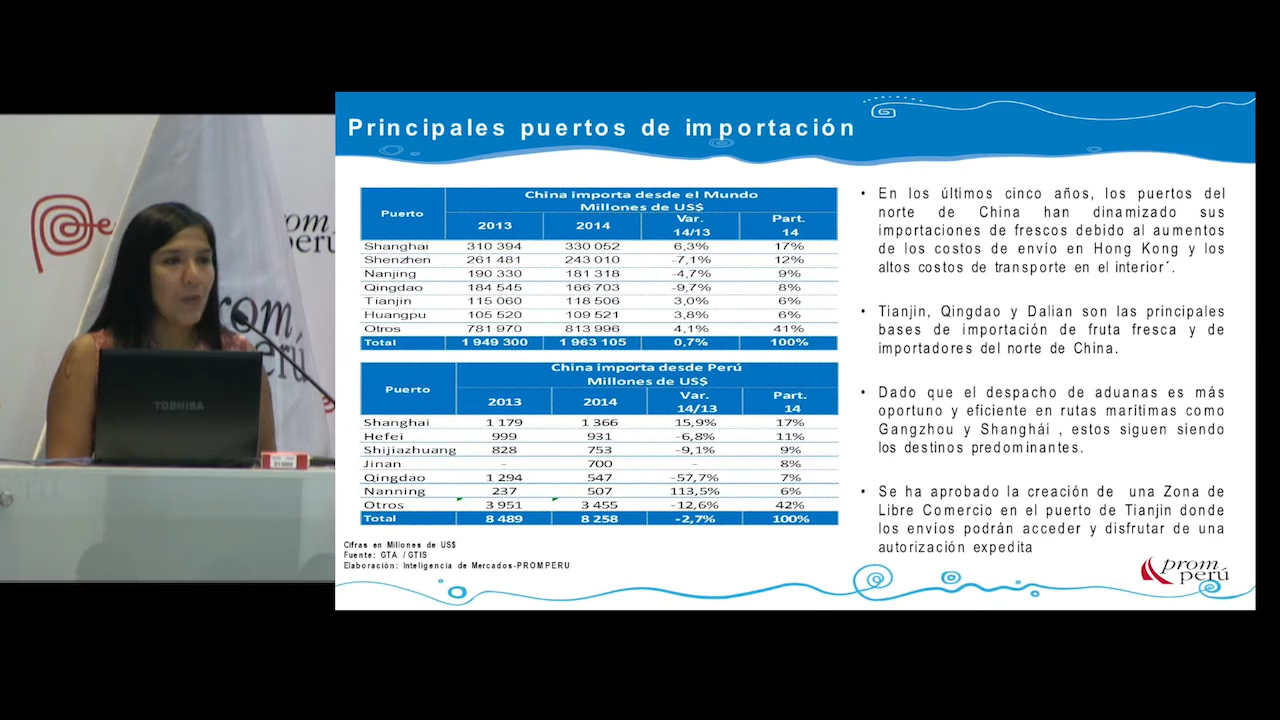 Principales puertos de importación
Puerto
China importa desde el Mundo
Millones de US$
2013 2014 Var. 14/13 Part. 14
Shanghai 310 394 330 052 6,3% 17%
Shenzhen 261 481 243 010 -7,1% 12%
Nanjing 190 330 181 318 -4,7% 9%
Qingdao 184 545 166 703 -9,7% 8%
Tianjin 115 060 118 506 3,0% 6%
Huangpu 105 520 109 521 3,8% 6%
Otros 781 970 813 996 4,1% 41%
Total 1 949 300 1 963 105 0,7% 100%
Puerto
China importa desde Perú
Millones de US$
2013 2014 Var. 14/13 Part. 14
Shanghai 1 179 1 366 15,9% 17%
Hefei 999 931 -6,8% 11%
Shijiazhuang 828 753 -9,1% 9%
Jinan - 700 - 8%
Qingdao 1 294 547 -57,7% 7%
Nanning 237 507 113,5% 6%
Otros 3 951 3 455 -12,6% 42%
Total 8 489 8 258 -2,7% 100%
Cifras en Millones de US$
Fuente: GTA / GTIS
Elaboración: Inteligencia de Mercados-PROMPERU
• En los últimos cinco años, los puertos del
norte de China han dinamizado sus
importaciones de frescos debido al aumentos
de los costos de envío en Hong Kong y los
altos costos de transporte en el interior´.
• Tianjin, Qingdao y Dalian son las principales
bases de importación de fruta fresca y de
importadores del norte de China.
• Dado que el despacho de aduanas es más
oportuno y eficiente en rutas marítimas como
Gangzhou y Shangháí , estos siguen siendo
los destinos predominantes.
• Se ha aprobado la creación de una Zona de
Libre Comercio en el puerto de Tianjin donde
los envíos podrán acceder y disfrutar de una
autorización expedita
prom
perú
TOSHIBA
rom
perú
rom
perú